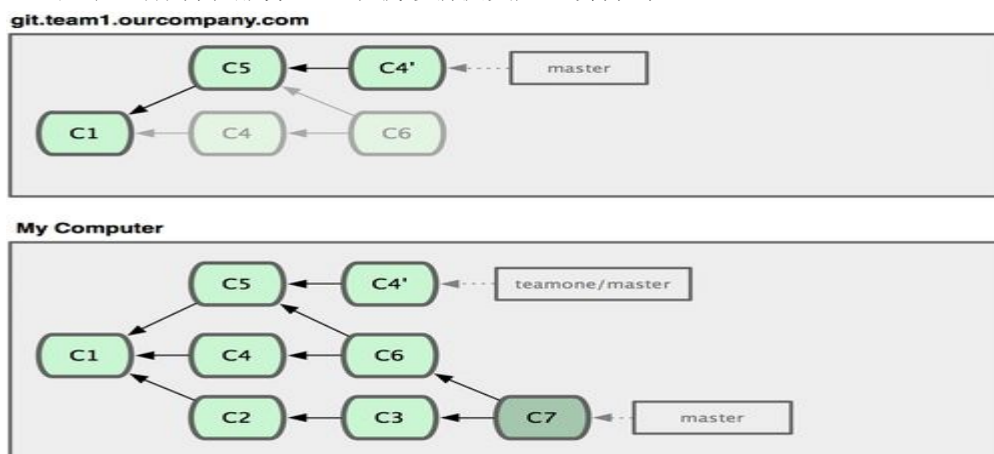 git.team1.ourcompany.com
C5
C4'
master
C1
C4
C6
My Computer
C5
C4'
teamone/master
C1
C4
C6
C2
C3
C7
master